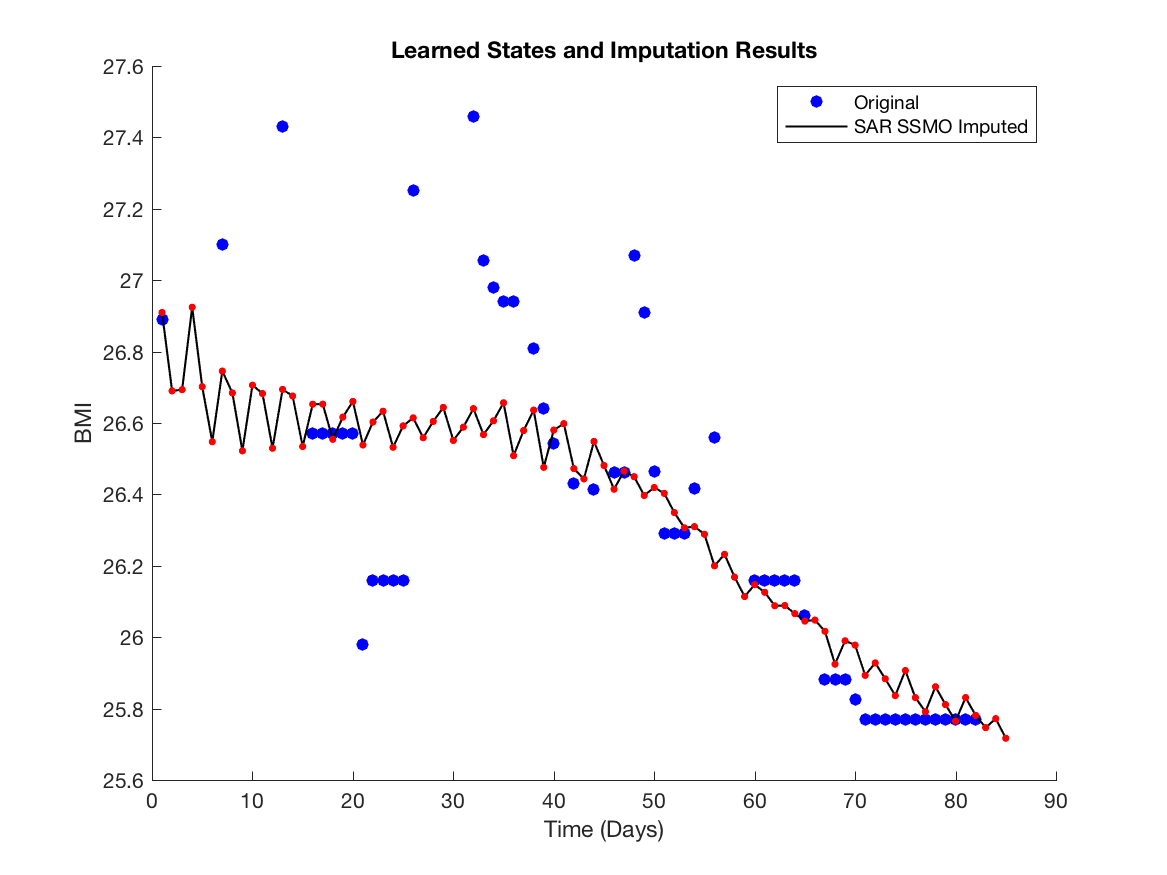 Learned States and Imputation Results
27.6
27.4
27.2
27
26.8
26.6
26.4
26.2
26
25.8
25.6
BMI
Original
SAR SSMO Imputed
0 10 20 30 40 50 60 70 80 90
Time (Days)